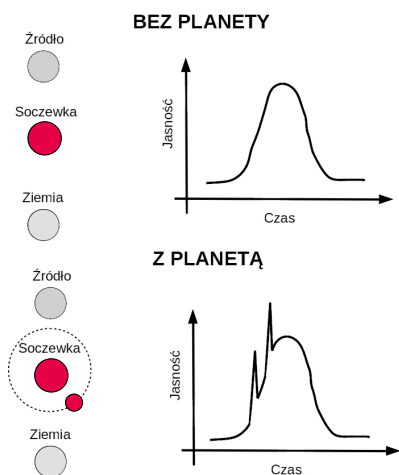 BEZ PLANETY
Źródło
Soczewka
Ziemia
Jasność
Czas
Z PLANETĄ
Źródło
Soczewka
Ziemia
Jasność
Czas